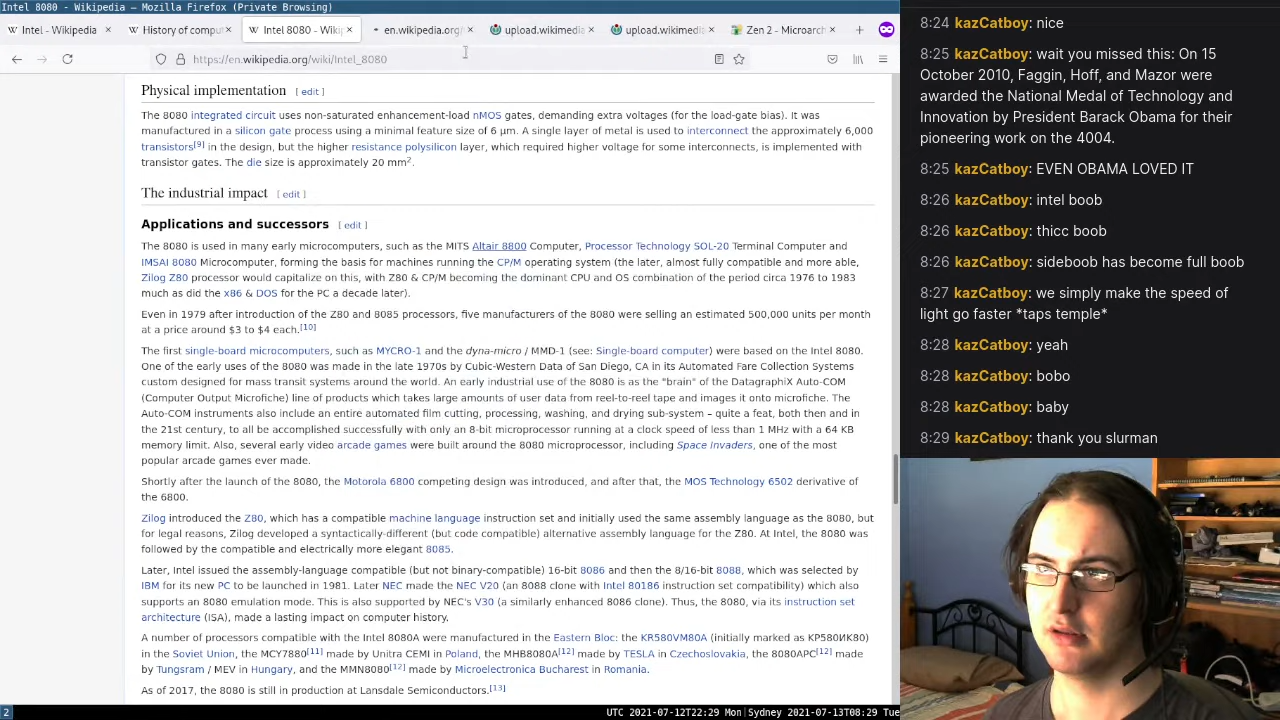 Intel 8080 - Wikipedia — Mozilla Firefox (Private Browsing)
Intel - Wikipedia
History of comput
Intel 8080 - Wikip
en.wikipedia.org/
upload.wikimedia
upload.wikimedia.
Zen 2 - Microarch
https://en.wikipedia.org/wiki/Intel_8080
Physical implementation [ edit ]
The 8080 integrated circuit uses non-saturated enhancement-load nMOS gates, demanding extra voltages (for the load-gate bias). It was
manufactured in a silicon gate process using a minimal feature size of 6 μm. A single layer of metal is used to interconnect the approximately 6,000
transistors[9] in the design, but the higher resistance polysilicon layer, which required higher voltage for some interconnects, is implemented with
transistor gates. The die size is approximately 20 mm2.
The industrial impact [ edit ]
Applications and successors [ edit ]
The 8080 is used in many early microcomputers, such as the MITS Altair 8800 Computer, Processor Technology SOL-20 Terminal Computer and
IMSAI 8080 Microcomputer, forming the basis for machines running the CP/M operating system (the later, almost fully compatible and more able,
Zilog Z80 processor would capitalize on this, with Z80 & CP/M becoming the dominant CPU and OS combination of the period circa 1976 to 1983
much as did the x86 & DOS for the PC a decade later).
Even in 1979 after introduction of the Z80 and 8085 processors, five manufacturers of the 8080 were selling an estimated 500,000 units per month
at a price around $3 to $4 each.[10]
The first single-board microcomputers, such as MYCRO-1 and the dyna-micro / MMD-1 (see: Single-board computer) were based on the Intel 8080.
One of the early uses of the 8080 was made in the late 1970s by Cubic-Western Data of San Diego, CA in its Automated Fare Collection Systems
custom designed for mass transit systems around the world. An early industrial use of the 8080 is as the "brain" of the DatagraphiX Auto-COM
(Computer Output Microfiche) line of products which takes large amounts of user data from reel-to-reel tape and images it onto microfiche. The
Auto-COM instruments also include an entire automated film cutting, processing, washing, and drying sub-system – quite a feat, both then and in
the 21st century, to all be accomplished successfully with only an 8-bit microprocessor running at a clock speed of less than 1 MHz with a 64 KB
memory limit. Also, several early video arcade games were built around the 8080 microprocessor, including Space Invaders, one of the most
popular arcade games ever made.
Shortly after the launch of the 8080, the Motorola 6800 competing design was introduced, and after that, the MOS Technology 6502 derivative of
the 6800.
Zilog introduced the Z80, which has a compatible machine language instruction set and initially used the same assembly language as the 8080, but
for legal reasons, Zilog developed a syntactically-different (but code compatible) alternative assembly language for the Z80. At Intel, the 8080 was
followed by the compatible and electrically more elegant 8085.
Later, Intel issued the assembly-language compatible (but not binary-compatible) 16-bit 8086 and then the 8/16-bit 8088, which was selected by
IBM for its new PC to be launched in 1981. Later NEC made the NEC V20 (an 8088 clone with Intel 80186 instruction set compatibility) which also
supports an 8080 emulation mode. This is also supported by NEC's V30 (a similarly enhanced 8086 clone). Thus, the 8080, via its instruction set
architecture (ISA), made a lasting impact on computer history.
A number of processors compatible with the Intel 8080A were manufactured in the Eastern Bloc: the KR580VM80A (initially marked as КР580ИК80)
in the Soviet Union, the MCY7880[11] made by Unitra CEMI in Poland, the MHB8080A[12] made by TESLA in Czechoslovakia, the 8080APC[12] made
by Tungsram / MEV in Hungary, and the MMN8080[12] made by Microelectronica Bucharest in Romania.
As of 2017, the 8080 is still in production at Lansdale Semiconductors.[13]
2
UTC 2021-07-12T22:29 Mon|Sydney 2021-07-13T08:29 Tue
8:24 kazCatboy: nice
8:25 kazCatboy: wait you missed this: On 15
October 2010, Faggin, Hoff, and Mazor were
awarded the National Medal of Technology and
Innovation by President Barack Obama for their
pioneering work on the 4004.
8:25 kazCatboy: EVEN OBAMA LOVED IT
8:26 kazCatboy: intel boob
8:26 kazCatboy: thicc boob
8:26 kazCatboy: sideboob has become full boob
8:27 kazCatboy: we simply make the speed of
light go faster *taps temple*
8:28 kazCatboy: yeah
8:28 kazCatboy: bobo
8:28 kazCatboy: baby
8:29 kazCatboy: thank you slurman